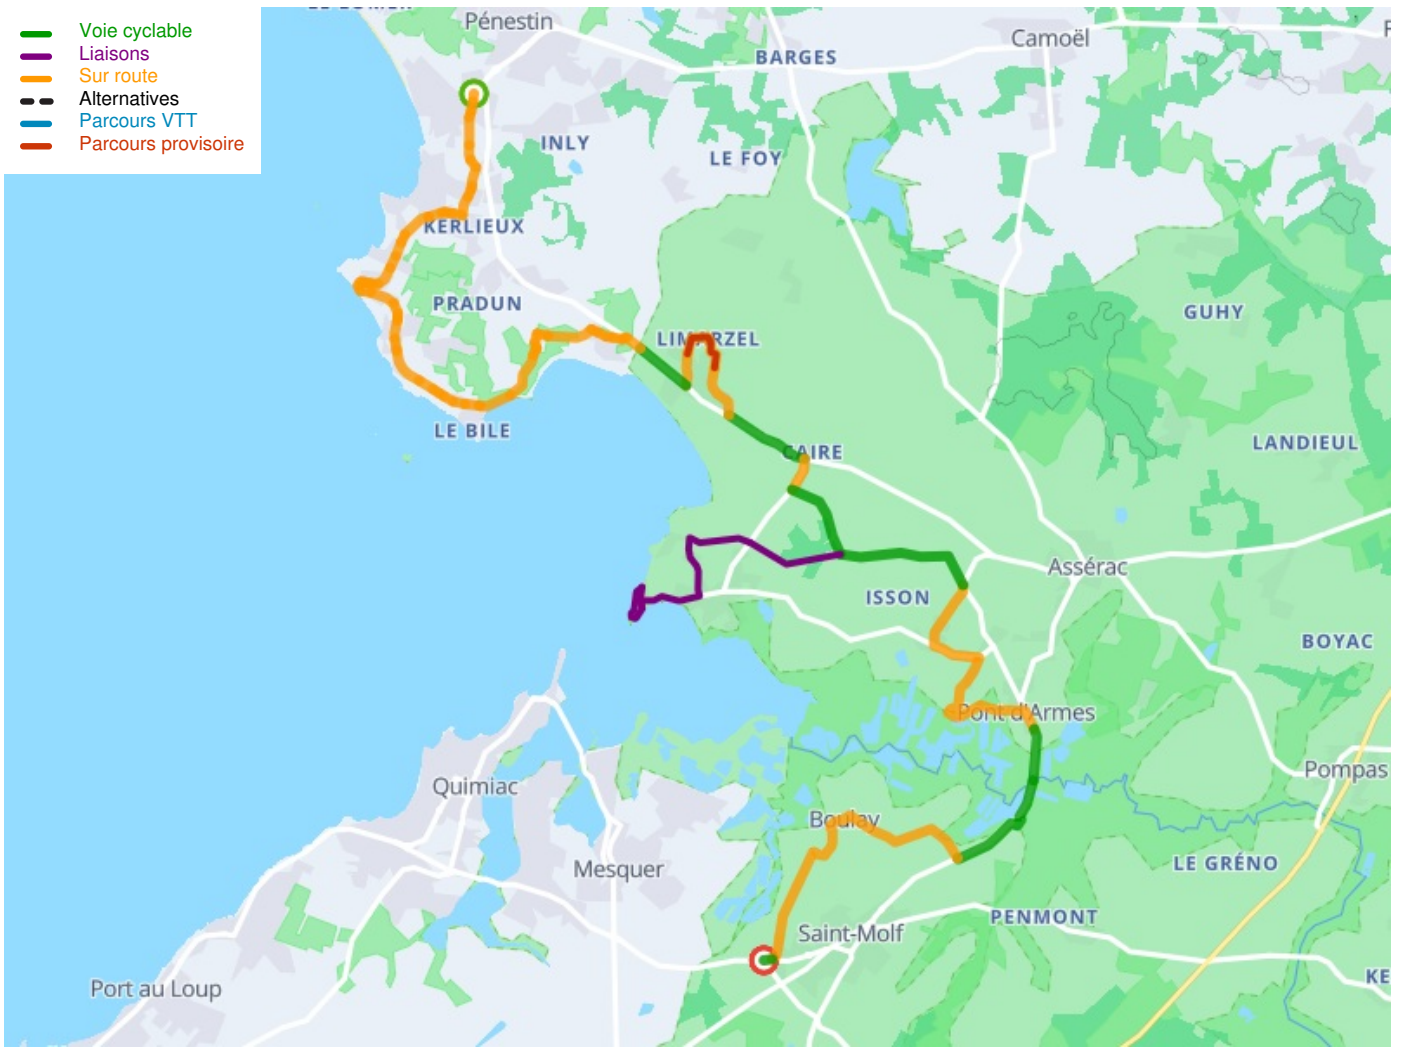 Pénestin
Voie cyclable
Liaisons
Sur route
Alternatives
Parcours VTT
Parcours provisoire
Camoël
BARGES
INLY
LE FOY
KERLIEUX
PRADUN
GUHY
LE BILE
CAIRE
LANDIEUL
Assérac
ISSON
BOYAC
Pont d'Armes
Pompas
Quimiac
Boulay
Mesquer
LE GRÉNO
PENMONT
Saint-Molf
KE
Port au Loup